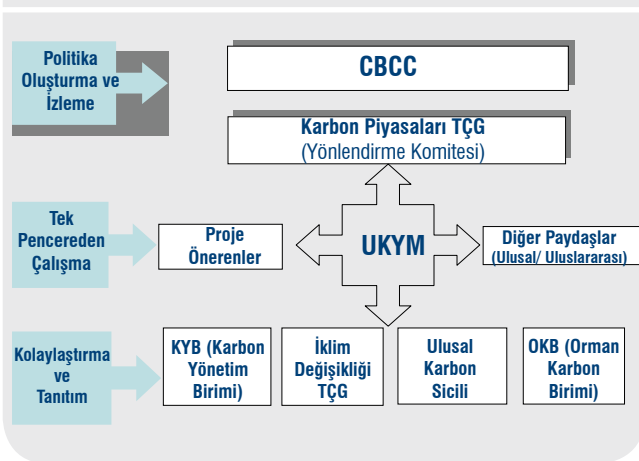 Politika
Oluşturma ve
İzleme
CBCC
Karbon Piyasaları TÇG
(Yönlendirme Komitesi)
Tek
Pencereden
Çalışma
Proje
Önerenler
UKYM
Diğer Paydaşlar
(Ulusal/ Uluslararası)
Kolaylaştırma
ve
Tanıtım
KYB (Karbon
Yönetim
Birimi)
İklim
Değişikliği
TÇG
Ulusal
Karbon
Sicili
OKB (Orman
Karbon
Birimi)